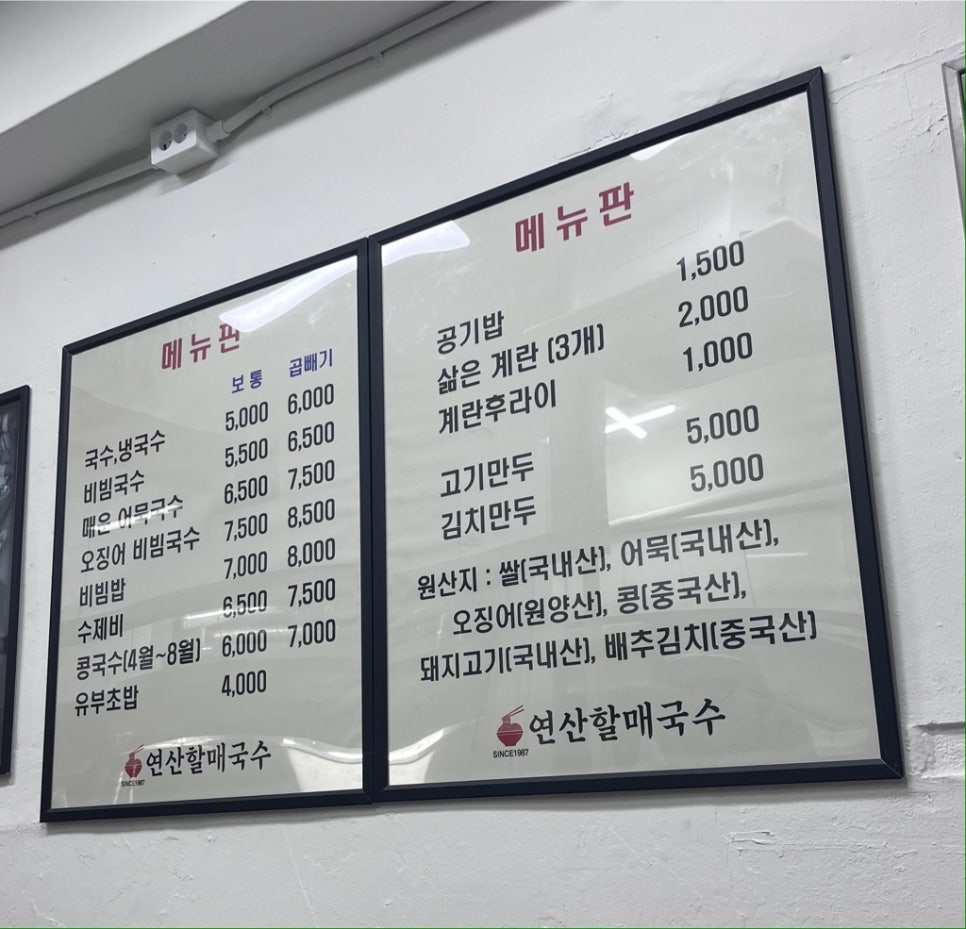 메뉴판
보통 곱빼기
국수,냉국수 5,000 6,000
비빔국수 5,500 6,500
매운 어묵국수 6,500 7,500
오징어 비빔국수 7,500 8,500
비빔밥 7,000 8,000
수제비 6,500 7,500
콩국수(4월~8월) 6,000 7,000
유부초밥 4,000
연산할매국수
SINCE1987
메뉴판
공기밥 1,500
삶은 계란 (3개) 2,000
계란후라이 1,000
고기만두 5,000
김치만두 5,000
원산지 : 쌀(국내산), 어묵(국내산),
오징어(원양산), 콩(중국산),
돼지고기(국내산), 배추김치(중국산)
연산할매국수
SINCE1987